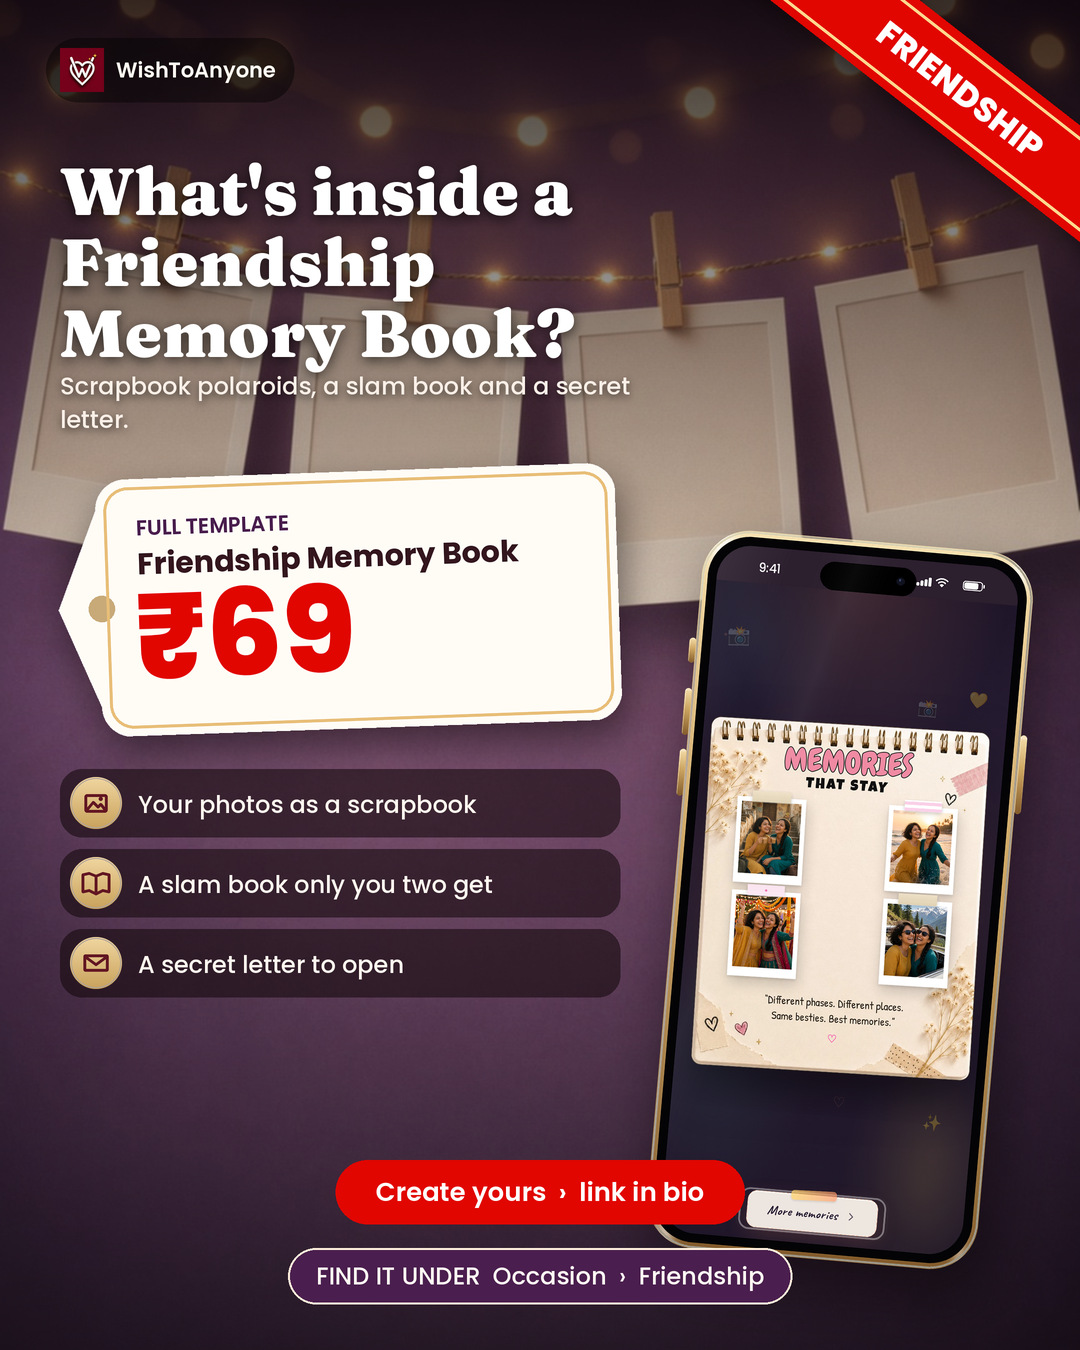 WishToAnyone
FRIENDSHIP
What's inside a
Friendship
Memory Book?
Scrapbook polaroids, a slam book and a secret
letter.
FULL TEMPLATE
Friendship Memory Book
₹69
Your photos as a scrapbook
A slam book only you two get
A secret letter to open
9:41
MEMORIES
THAT STAY
"Different phases. Different places.
Same besties. Best memories."
More memories ›
Create yours › link in bio
FIND IT UNDER Occasion › Friendship